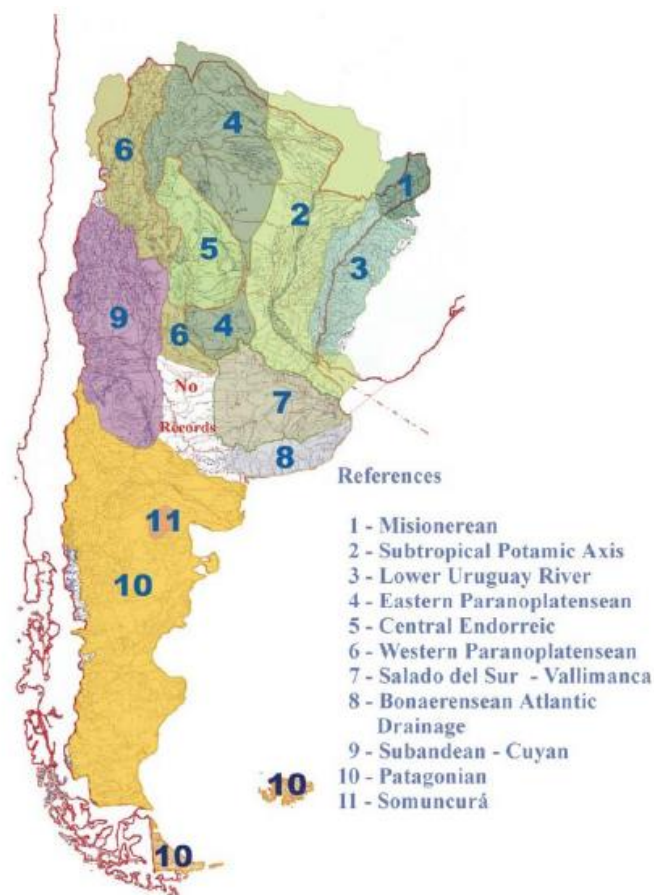 4
6
1
2
5
3
9
4
6
No
7
Records
8
References
11
1 - Misionerean
2 - Subtropical Potamic Axis
10
3 - Lower Uruguay River
4 - Eastern Paranoplatensean
5 - Central Endorreic
6 - Western Paranoplatensean
7 - Salado del Sur - Vallimanca
8 - Bonaerensean Atlantic
Drainage
9 - Subandean - Cuyan
10 - Patagonian
11 - Somuncurá
10
10